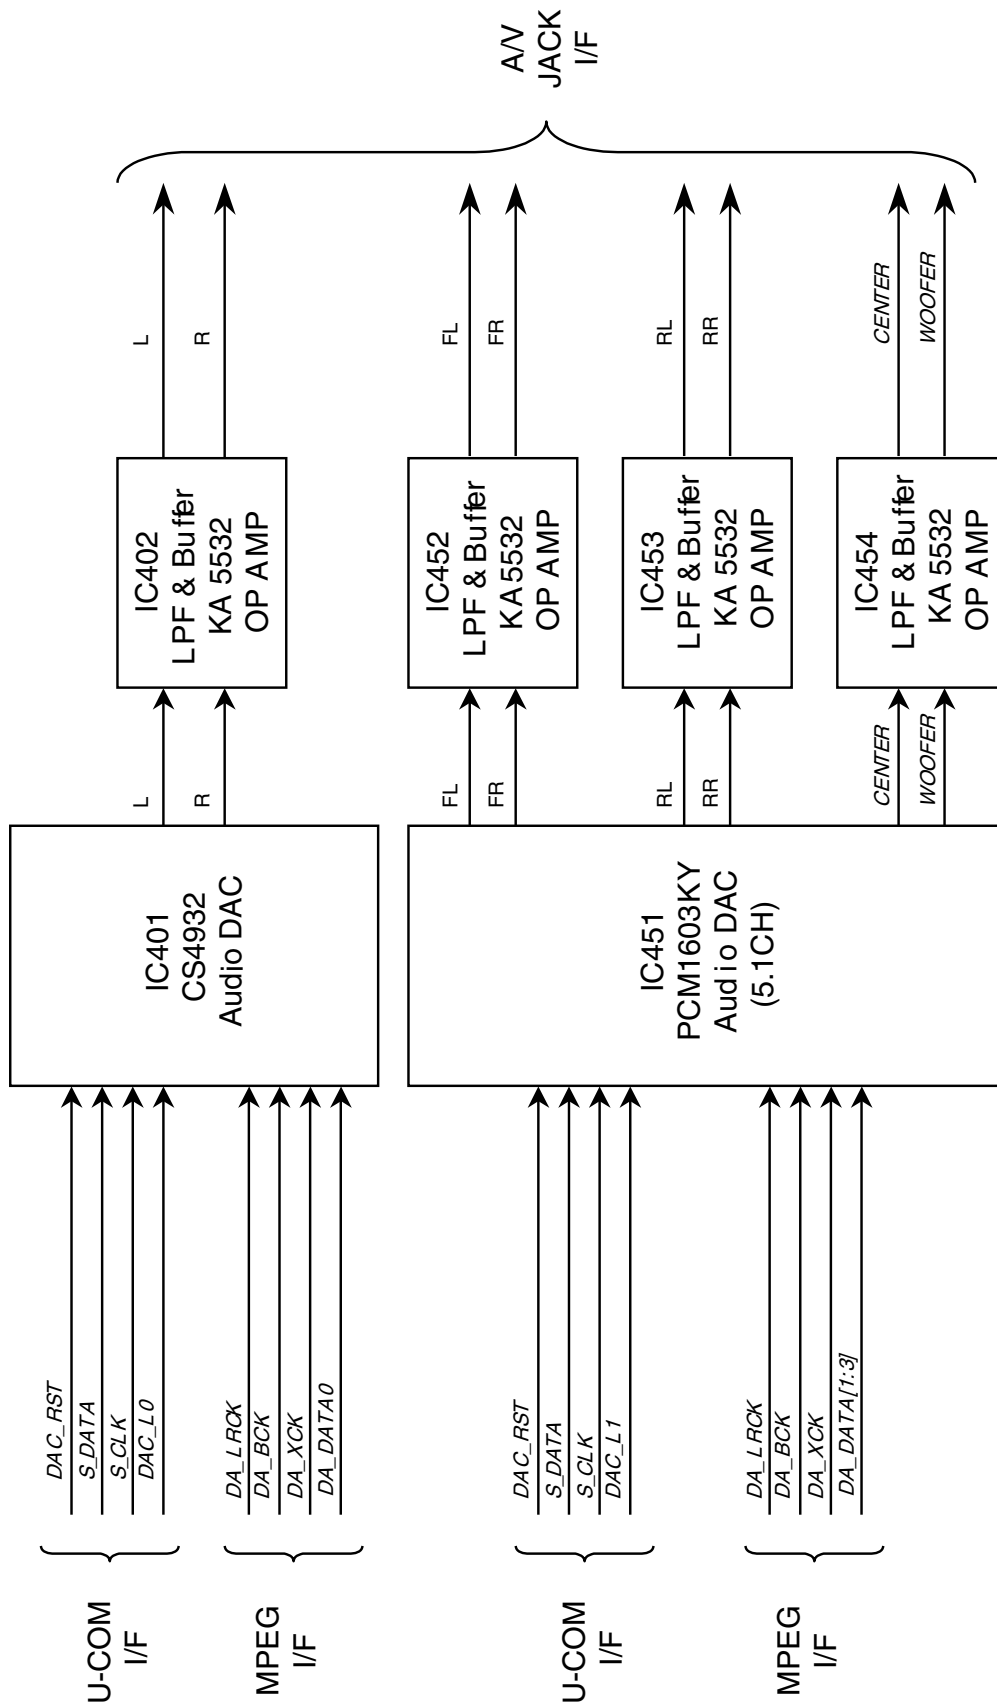 U-COM
I/F
DAC_RST
S_DATA
S_CLK
DAC_L0
MPEG
I/F
DA_LRCK
DA_BCK
DA_XCK
DA_DATA0
IC401
CS4932
Audio DAC
L
R
IC402
LPF & Buffer
KA 5532
OP AMP
L
R
U-COM
I/F
DAC_RST
S_DATA
S_CLK
DAC_L1
MPEG
I/F
DA_LRCK
DA_BCK
DA_XCK
DA_DATA[1:3]
IC451
PCM1603KY
Audio DAC
(5.1CH)
FL
FR
RL
RR
CENTER
WOOFER
IC452
LPF & Buffer
KA 5532
OP AMP
FL
FR
IC453
LPF & Buffer
KA 5532
OP AMP
RL
RR
IC454
LPF & Buffer
KA 5532
OP AMP
CENTER
WOOFER
A/V
JACK
I/F